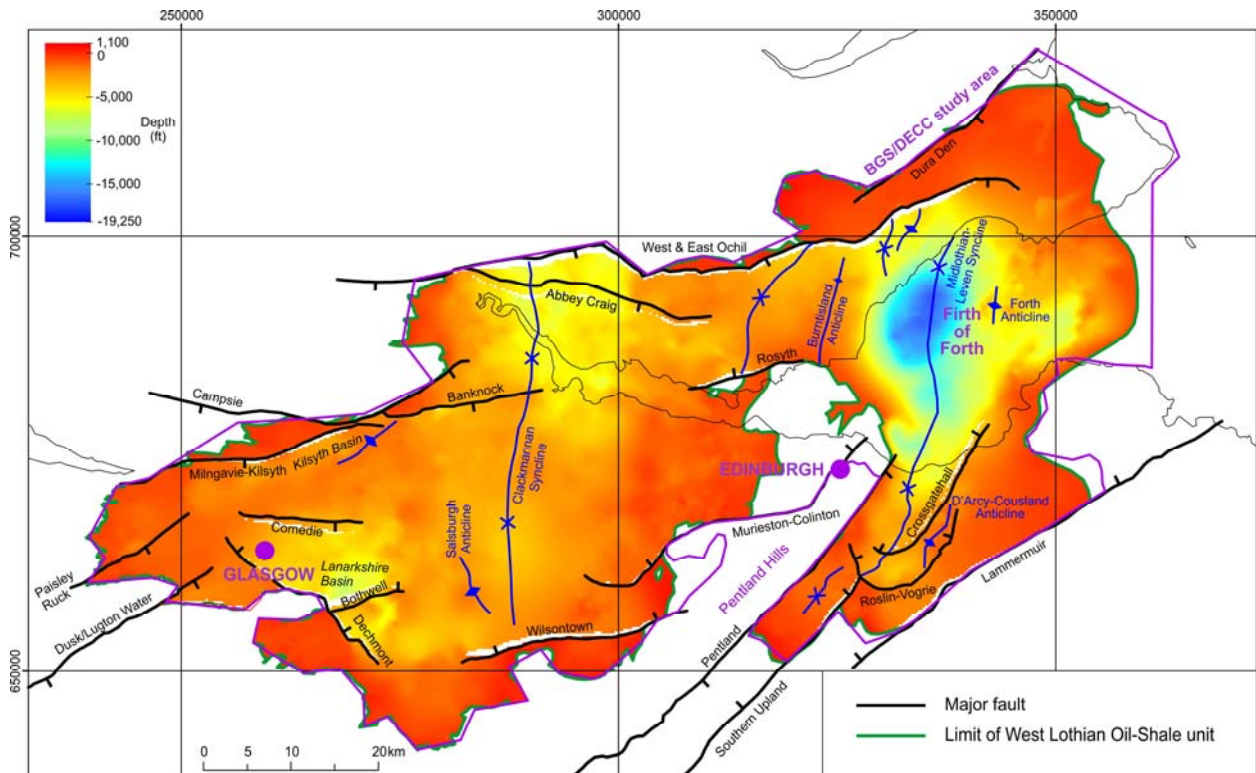 250000
300000
350000
1,100
0
-5,000
Depth
(ft)
-10,000
-15,000
-19,250
BGS/DECC study area
Dura Den
700000
West & East Ochil
Midlothian-
Leven Syncline
Abbey Craig
Burntisland
Anticline
Firth
of
Forth
Forth
Anticline
Rosyth
Campsie
Banknock
Kilsyth Basin
Milngavie-Kilsyth
Clackmannan
Syncline
EDINBURGH
Crossgatehall
D'Arcy-Cousland
Anticline
Comedie
Salsburgh
Anticline
Murieston-Colinton
GLASGOW
Lanarkshire
Basin
Paisley
Ruck
Bothwell
Pentland Hills
Lammermuir
Roslin-Vogrie
Dusk/Lugton Water
Dechmont
Wilsontown
Pentland
650000
Southern Upland
Major fault
Limit of West Lothian Oil-Shale unit
0 5 10 20km